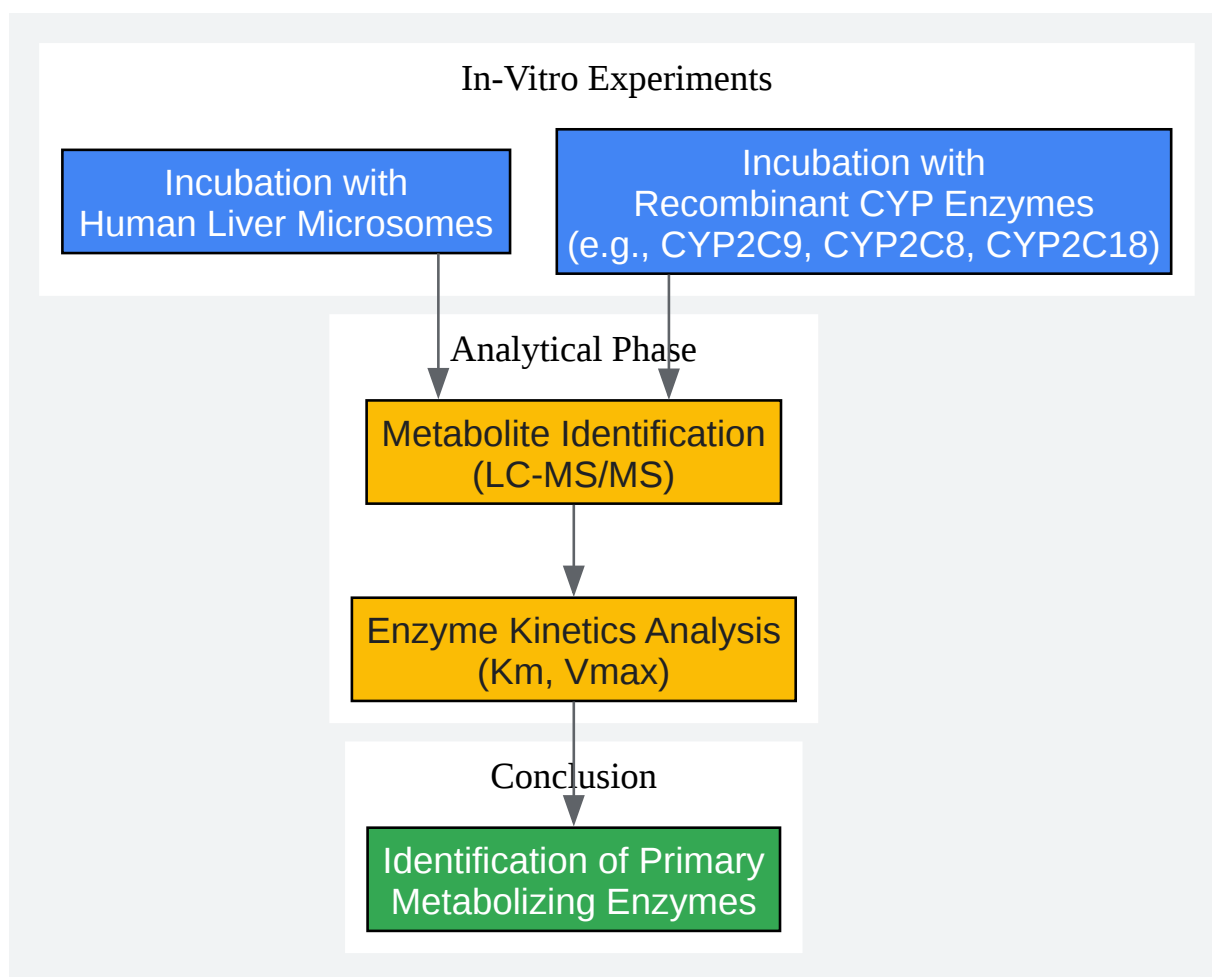 In-Vitro Experiments
Incubation with
Human Liver Microsomes
Incubation with
Recombinant CYP Enzymes
(e.g., CYP2C9, CYP2C8, CYP2C18)
Analytical Phase
Metabolite Identification
(LC-MS/MS)
Enzyme Kinetics Analysis
(Km, Vmax)
Conclusion
Identification of Primary
Metabolizing Enzymes